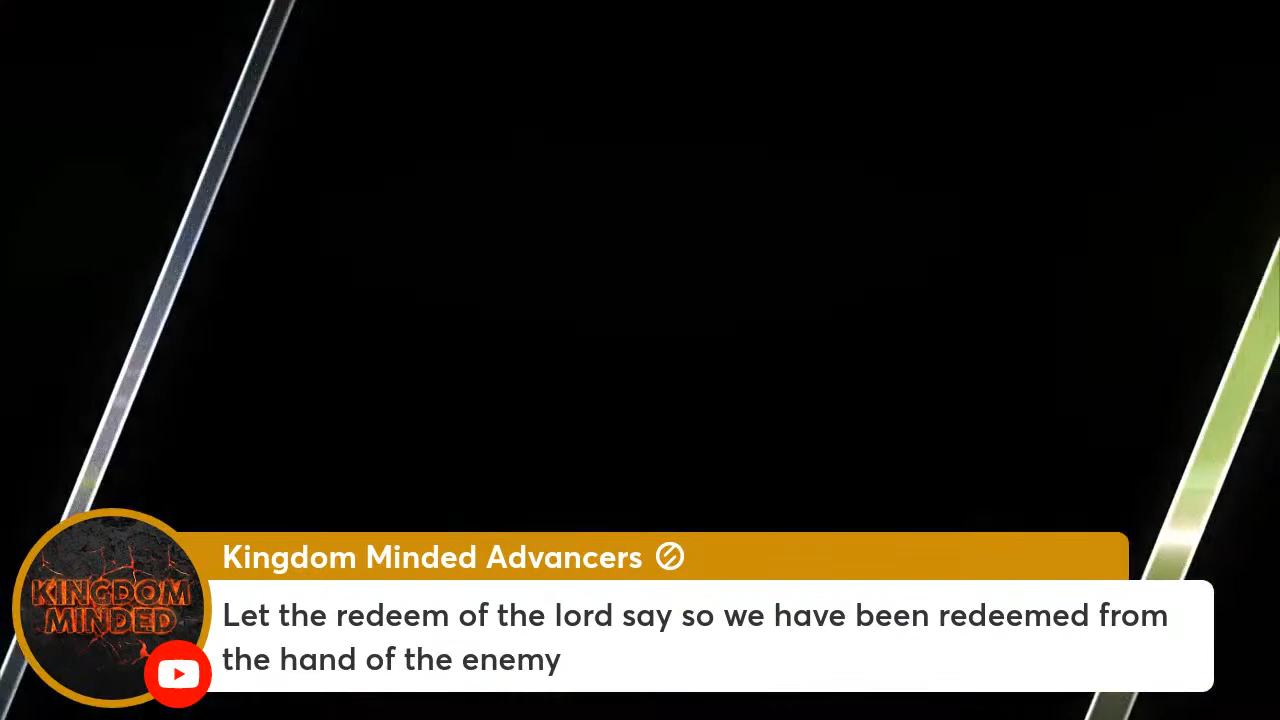 Kingdom Minded Advancers
Let the redeem of the lord say so we have been redeemed from
the hand of the enemy
KINGDOM
MINDED